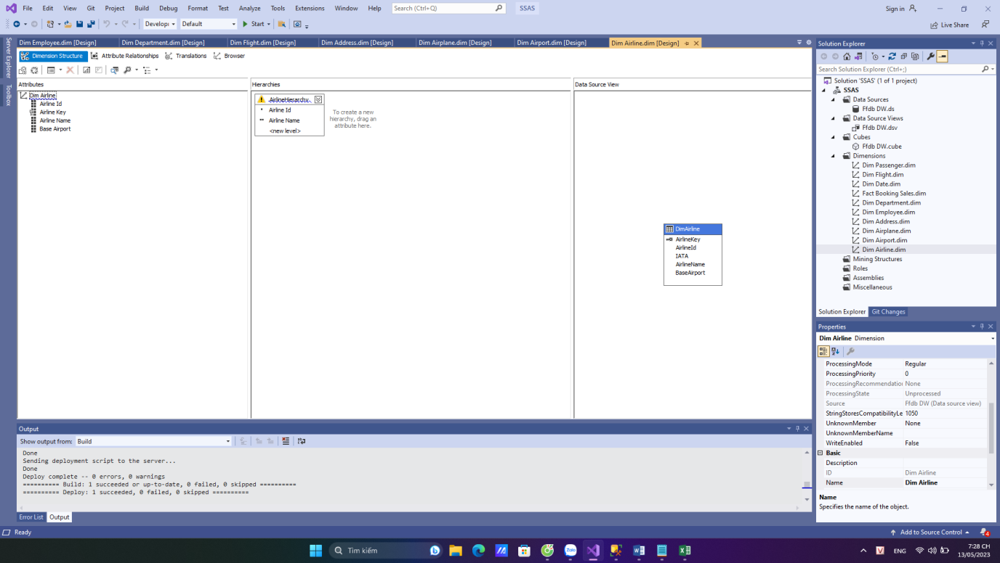 File Edit View Git Project Build Debug Format Test Analyze Tools Extensions Window Help Search (Ctrl+Q) SSAS Sign in
Developi Default Start Live Share
Server Explorer
Toolbox
Dim Employee.dim [Design] Dim Department.dim [Design] Dim Flight.dim [Design] Dim Address.dim [Design] Dim Airplane.dim [Design] Dim Airport.dim [Design] Dim Airline.dim [Design]
Dimension Structure Attribute Relationships Translations Browser
Attributes
Dim Airline
Airline Id
Airline Key
Airline Name
Base Airport
Hierarchies
AirlineHierarchy
Airline Id
Airline Name
<new level>
To create a new
hierarchy, drag an
attribute here.
Data Source View
DimAirline
AirlineKey
AirlineId
IATA
AirlineName
BaseAirport
Solution Explorer
Search Solution Explorer (Ctrl+;)
Solution 'SSAS' (1 of 1 project)
SSAS
Data Sources
Ffdb DW.ds
Data Source Views
Ffdb DW.dsv
Cubes
Ffdb DW.cube
Dimensions
Dim Passenger.dim
Dim Flight.dim
Dim Date.dim
Fact Booking Sales.dim
Dim Department.dim
Dim Employee.dim
Dim Address.dim
Dim Airplane.dim
Dim Airport.dim
Dim Airline.dim
Mining Structures
Roles
Assemblies
Miscellaneous
Solution Explorer Git Changes
Properties
Dim Airline Dimension
ProcessingMode Regular
ProcessingPriority 0
ProcessingRecommendation None
ProcessingState Unprocessed
Source Ffdb DW (Data source view)
StringStoresCompatibilityLe 1050
UnknownMember None
UnknownMemberName
WriteEnabled False
Basic
Description
ID Dim Airline
Name Dim Airline
Name
Specifies the name of the object.
Output
Show output from: Build
Done
Sending deployment script to the server...
Done
Deploy complete -- 0 errors, 0 warnings
========== Build: 1 succeeded or up-to-date, 0 failed, 0 skipped ==========
========== Deploy: 1 succeeded, 0 failed, 0 skipped ==========
Error List Output
Ready Add to Source Control 4
Tìm kiếm Zalo V ENG 7:28 CH
13/05/2023